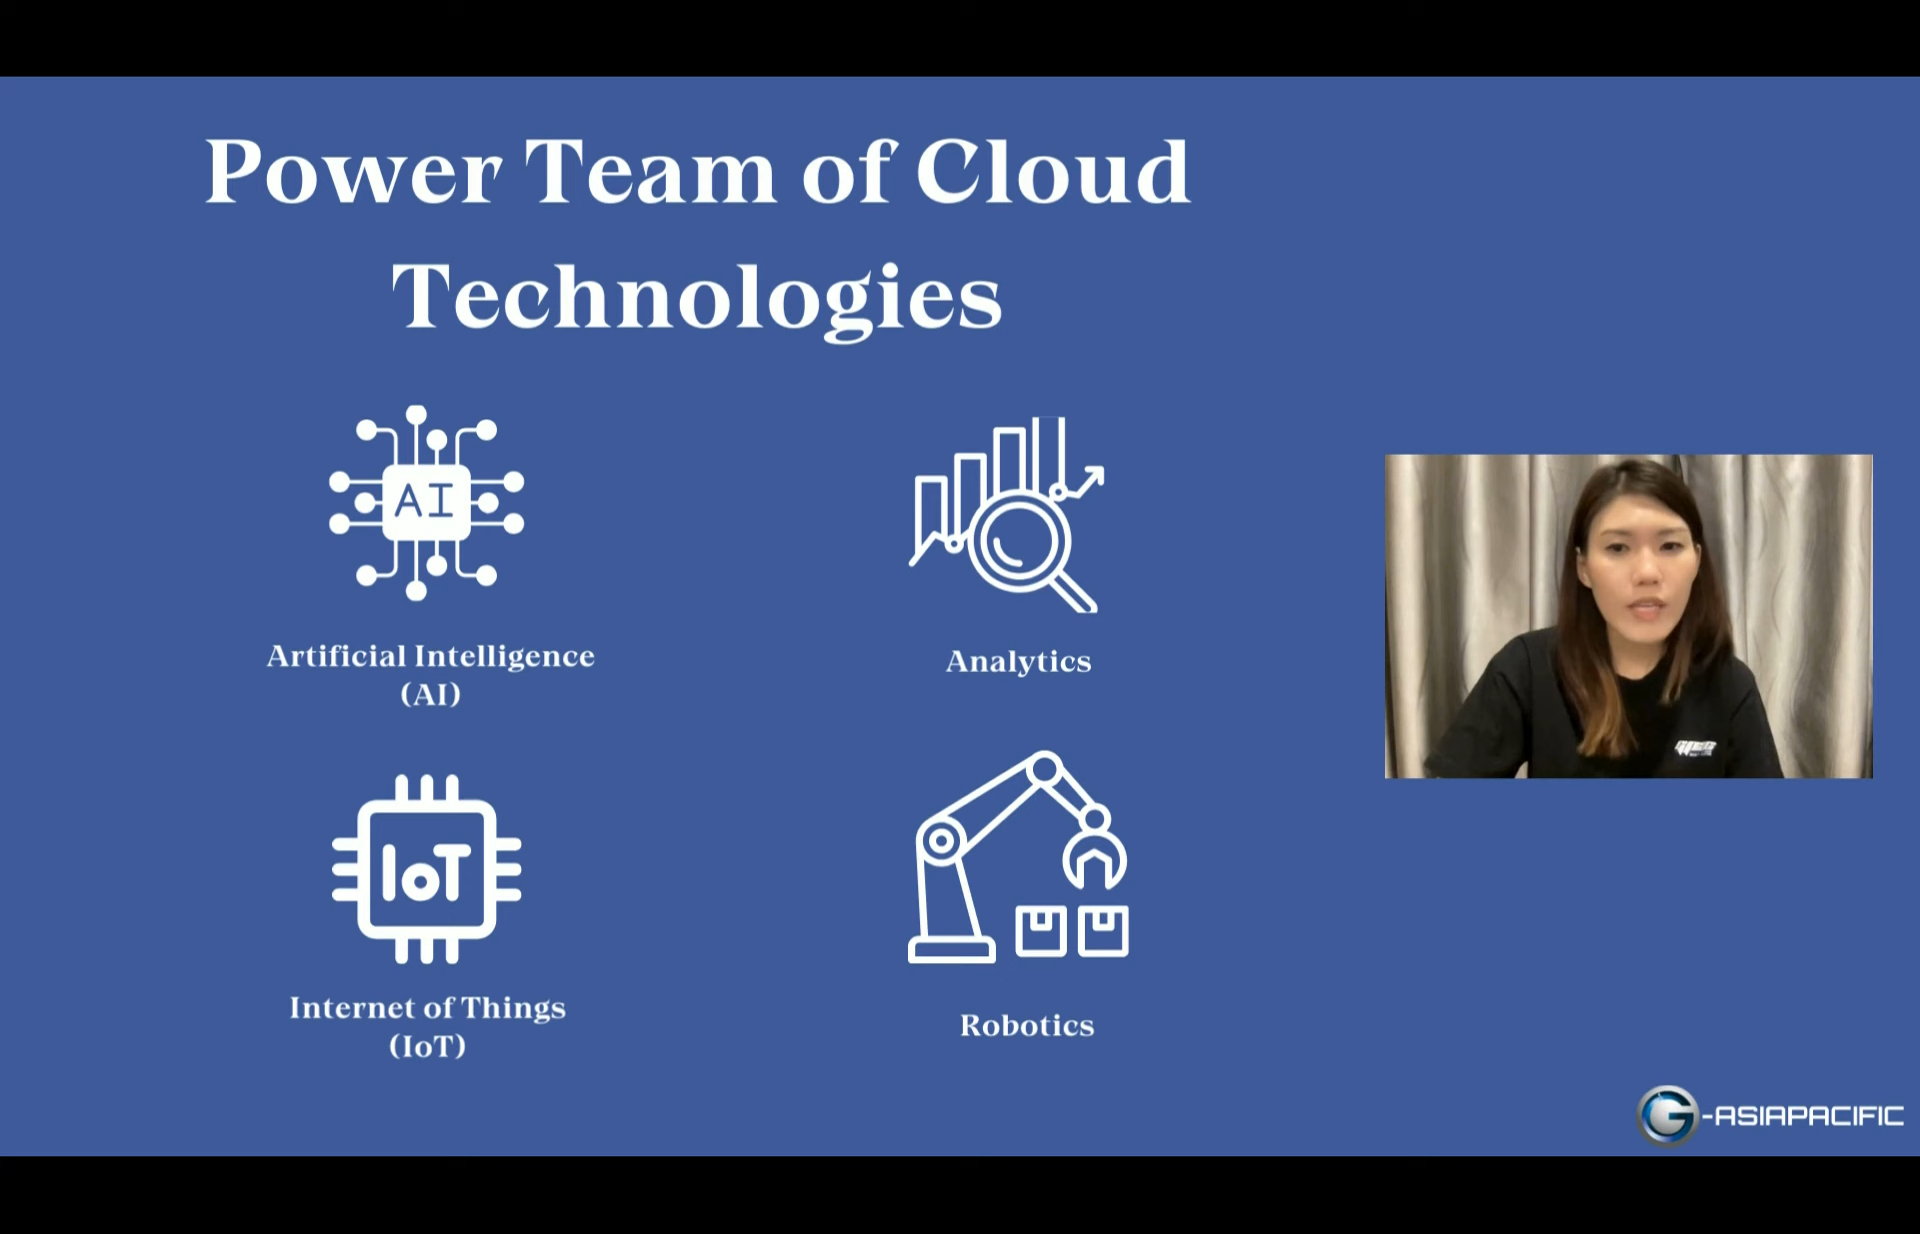 Power Team of Cloud
Technologies
AI
Artificial Intelligence
(AI)
Analytics
IoT
Internet of Things
(IoT)
Robotics
G-ASIAPACIFIC